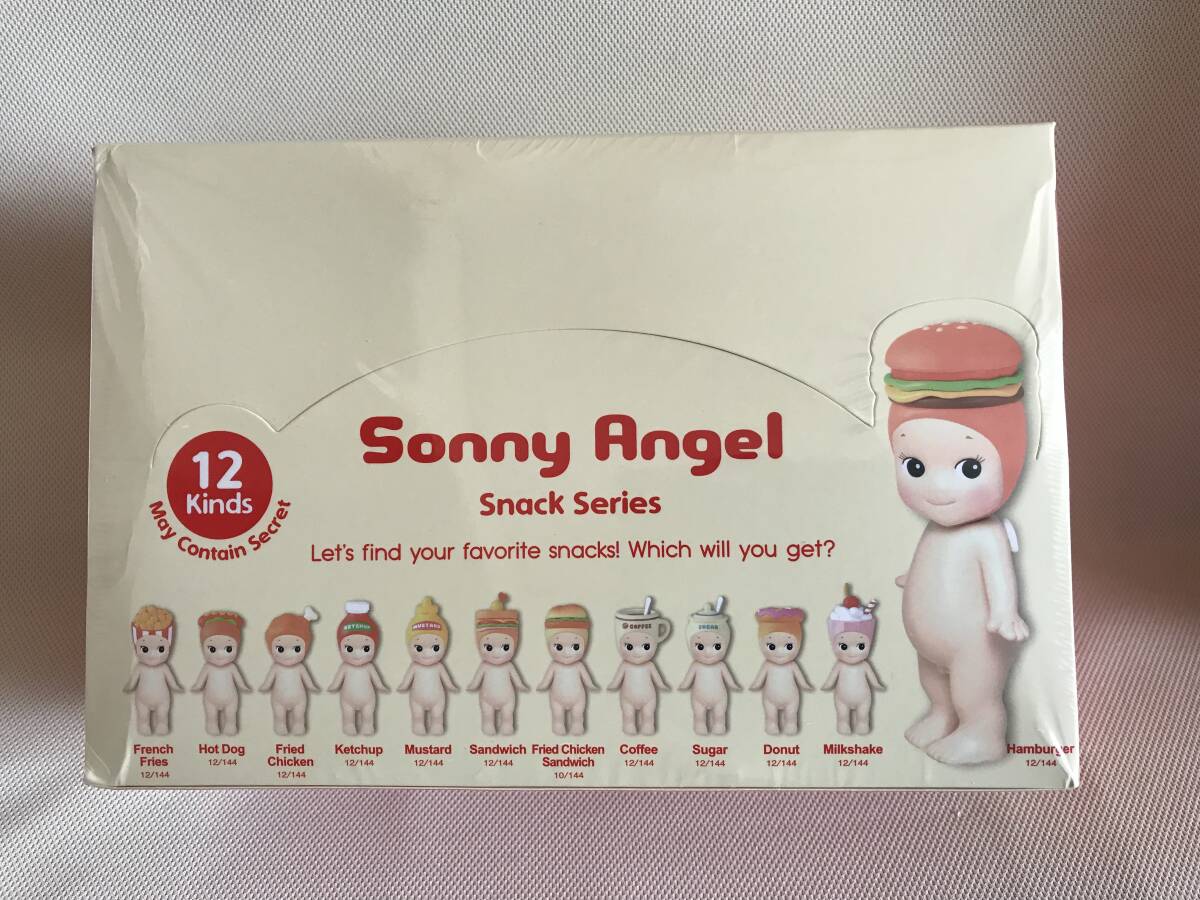 Sonny Angel
12
Kinds
May Contain Secret
Snack Series
Let's find your favorite snacks! Which will you get?
KETCHUP
MUSTARD
COFFEE
SUGAR
French Fries
12/144
Hot Dog
12/144
Fried Chicken
12/144
Ketchup
12/144
Mustard
12/144
Sandwich
12/144
Fried Chicken Sandwich
10/144
Coffee
12/144
Sugar
12/144
Donut
12/144
Milkshake
12/144
Hamburger
12/144